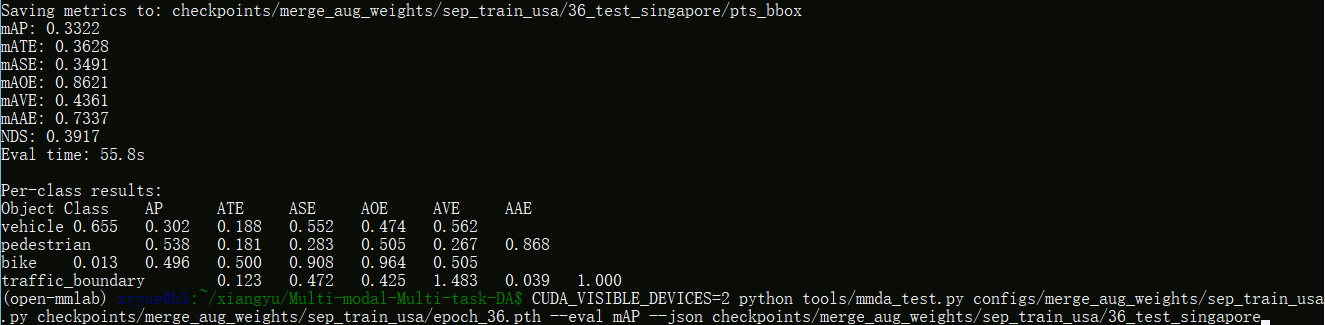 Saving metrics to: checkpoints/merge_aug_weights/sep_train_usa/36_test_singapore/pts_bbox
mAP: 0.3322
mATE: 0.3628
mASE: 0.3491
mAOE: 0.8621
mAVE: 0.4361
mAAE: 0.7337
NDS: 0.3917
Eval time: 55.8s
Per-class results:
Object Class AP ATE ASE AOE AVE AAE
vehicle 0.655 0.302 0.188 0.552 0.474 0.562
pedestrian 0.538 0.181 0.283 0.505 0.267 0.868
bike 0.013 0.496 0.500 0.908 0.964 0.505
traffic_boundary 0.123 0.472 0.425 1.483 0.039 1.000
(open-mmlab) xyyue@b3:~/xiangyu/Multi-modal-Multi-task-DA$ CUDA_VISIBLE_DEVICES=2 python tools/mmda_test.py configs/merge_aug_weights/sep_train_usa
.py checkpoints/merge_aug_weights/sep_train_usa/epoch_36.pth --eval mAP --json checkpoints/merge_aug_weights/sep_train_usa/36_test_singapore